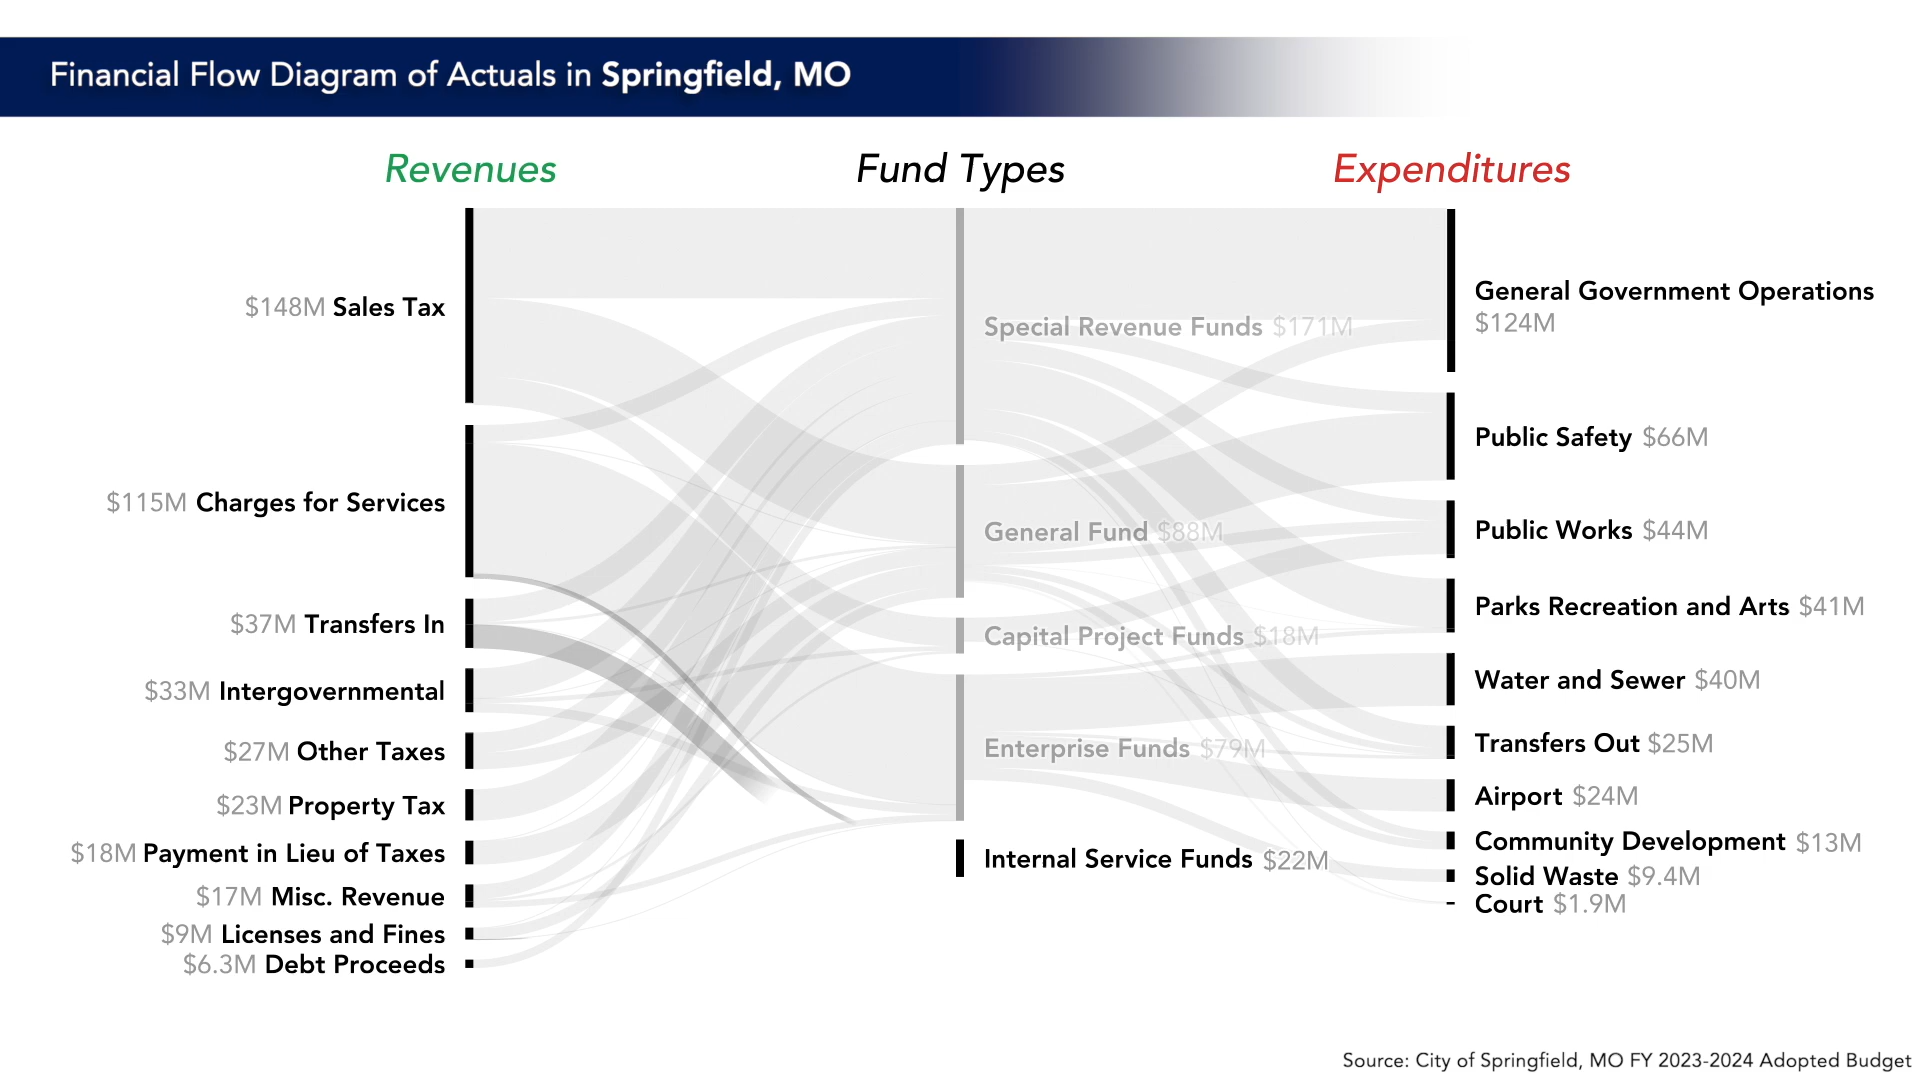 Financial Flow Diagram of Actuals in Springfield, MO
Revenues
Fund Types
Expenditures
$148M Sales Tax
$115M Charges for Services
$37M Transfers In
$33M Intergovernmental
$27M Other Taxes
$23M Property Tax
$18M Payment in Lieu of Taxes
$17M Misc. Revenue
$9M Licenses and Fines
$6.3M Debt Proceeds
Special Revenue Funds $171M
General Fund $88M
Capital Project Funds $18M
Enterprise Funds $79M
Internal Service Funds $22M
General Government Operations
$124M
Public Safety $66M
Public Works $44M
Parks Recreation and Arts $41M
Water and Sewer $40M
Transfers Out $25M
Airport $24M
Community Development $13M
Solid Waste $9.4M
Court $1.9M
Source: City of Springfield, MO FY 2023-2024 Adopted Budget